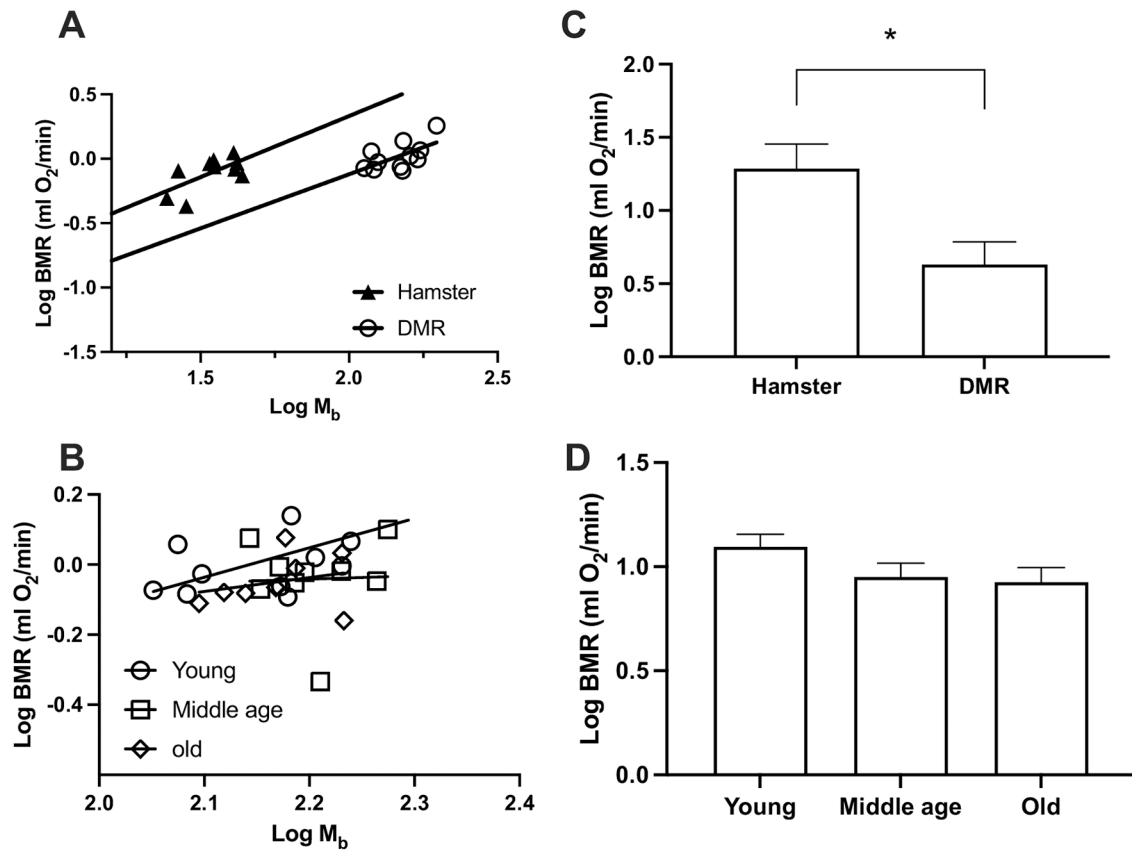 A
Log BMR (ml O₂/min)
0.5
0.0
-0.5
-1.0
-1.5
1.5
2.0
2.5
Log Mb
Hamster
DMR
C
*
Log BMR (ml O₂/min)
2.0
1.5
1.0
0.5
0.0
Hamster
DMR
B
Log BMR (ml O₂/min)
0.2
0.0
-0.2
-0.4
2.0
2.1
2.2
2.3
2.4
Log Mb
Young
Middle age
old
D
Log BMR (ml O₂/min)
1.5
1.0
0.5
0.0
Young
Middle age
Old